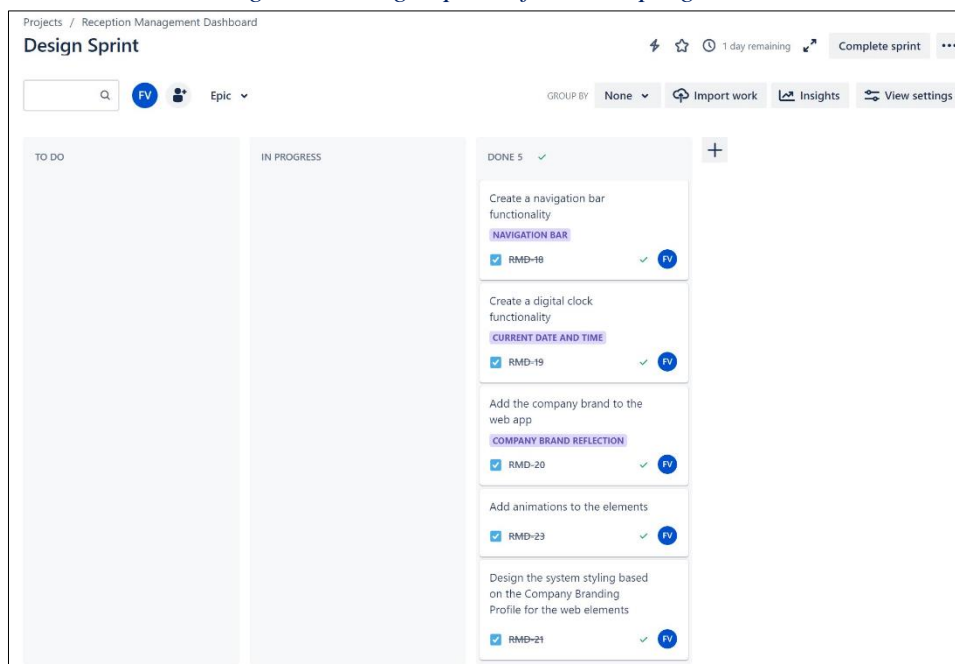 Projects / Reception Management Dashboard
Design Sprint
1 day remaining
Complete sprint
FV
Epic
GROUP BY
None
Import work
Insights
View settings
TO DO
IN PROGRESS
DONE 5
Create a navigation bar
functionality
NAVIGATION BAR
RMD-18
FV
Create a digital clock
functionality
CURRENT DATE AND TIME
RMD-19
FV
Add the company brand to the
web app
COMPANY BRAND REFLECTION
RMD-20
FV
Add animations to the elements
RMD-23
FV
Design the system styling based
on the Company Branding
Profile for the web elements
RMD-21
FV